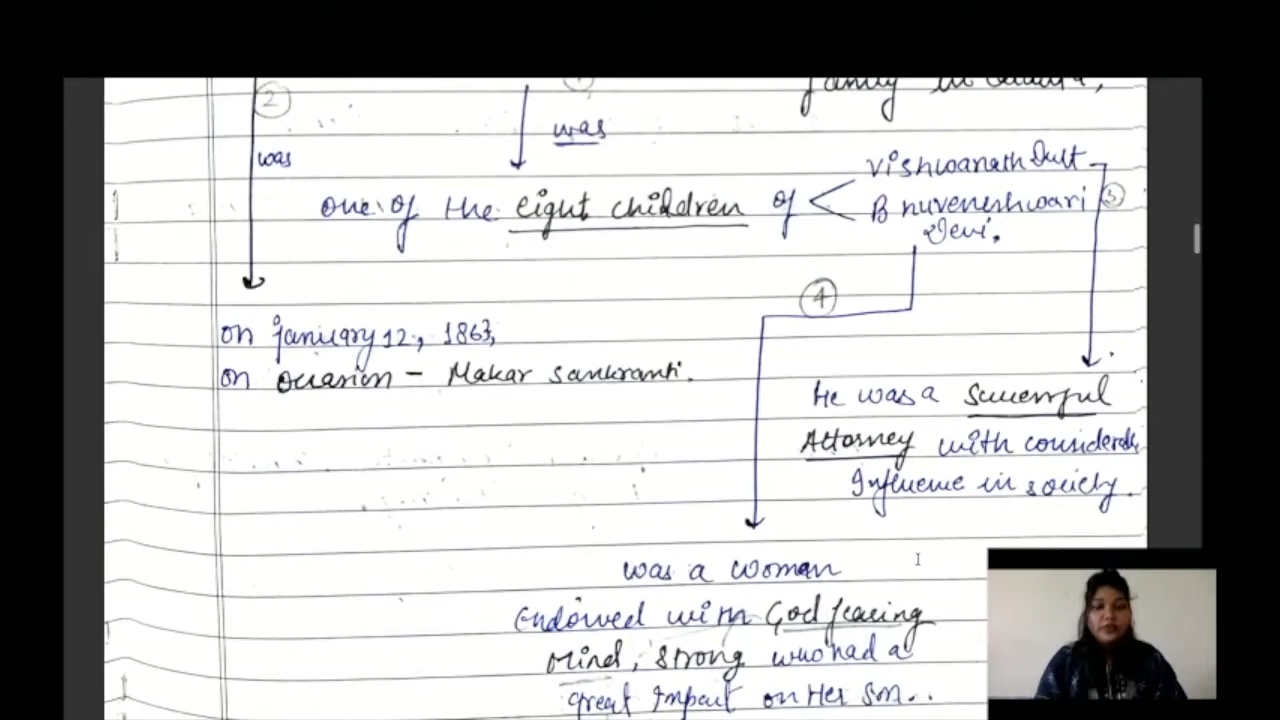 family in
2
was
was
Vishwanath Dutt
one of the eight children of
Bhuveneshwari
Devi.
3
4
on january 12, 1863,
on occasion - Makar Sankranti.
He was a successful
Attorney with considerable
Influence in society.
was a woman
Endowed with God fearing
Mind, strong who had a
great Impact on Her son..